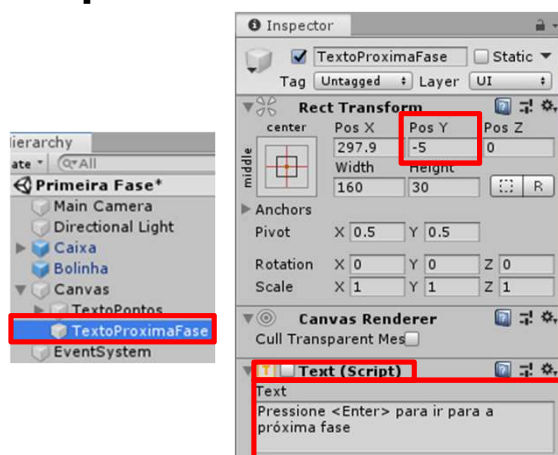 Hierarchy
ate
All
Primeira Fase*
Main Camera
Directional Light
Caixa
Bolinha
Canvas
TextoPontos
TextoProximaFase
EventSystem
Inspector
TextoProximaFase Static
Tag Untagged Layer UI
Rect Transform
center Pos X Pos Y Pos Z
middle 297.9 -5 0
Width Height
160 30 R
Anchors
Pivot X 0.5 Y 0.5
Rotation X 0 Y 0 Z 0
Scale X 1 Y 1 Z 1
Canvas Renderer
Cull Transparent Mes
Text (Script)
Text
Pressione <Enter> para ir para a
próxima fase